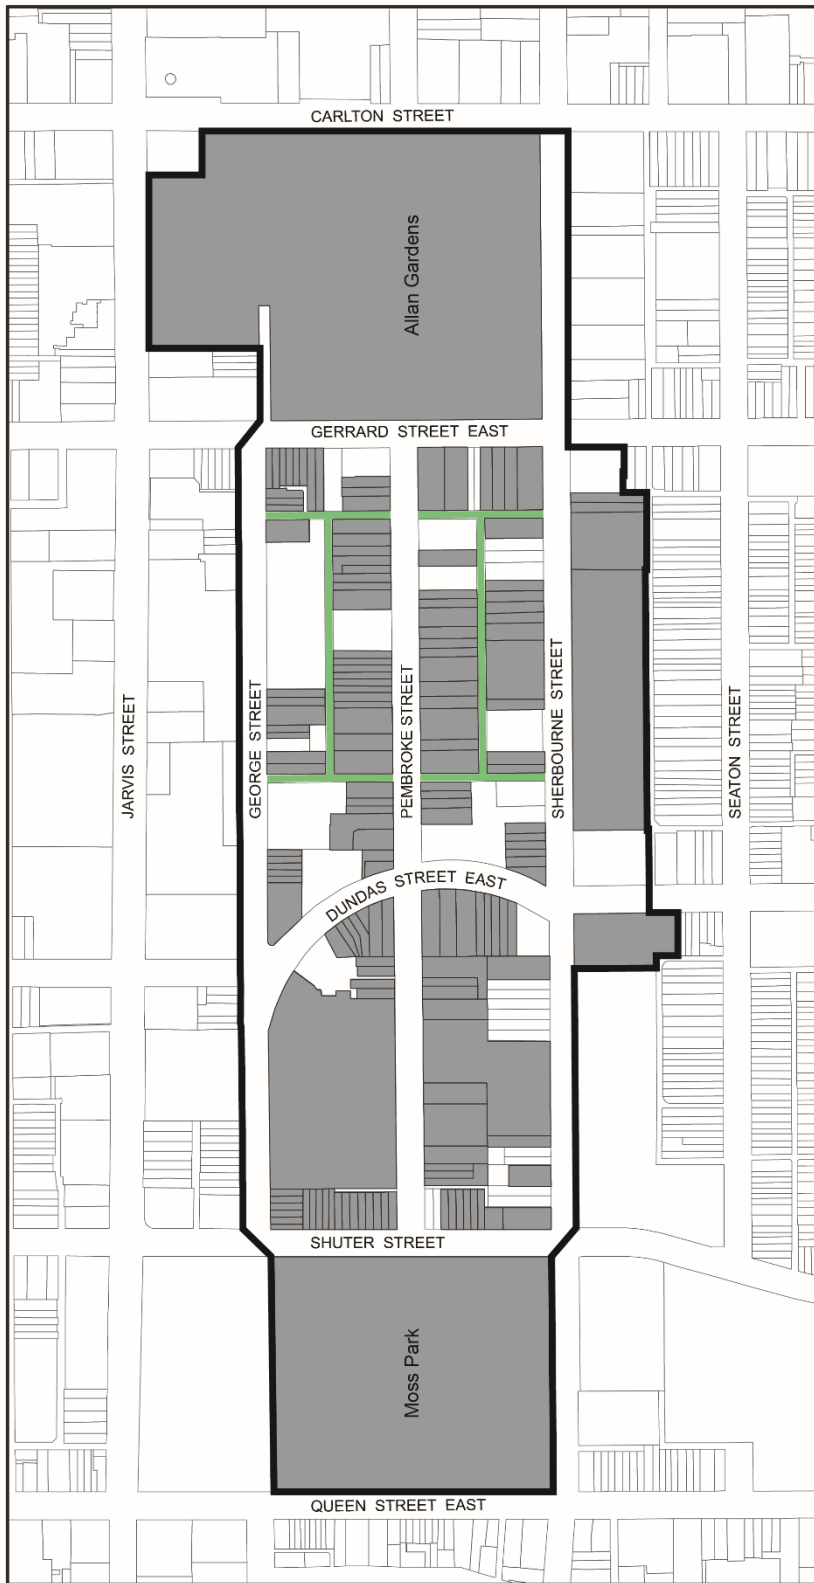 CARLTON STREET
Allan Gardens
GERRARD STREET EAST
JARVIS STREET
GEORGE STREET
PEMBROKE STREET
SHERBOURNE STREET
SEATON STREET
DUNDAS STREET EAST
SHUTER STREET
Moss Park
QUEEN STREET EAST